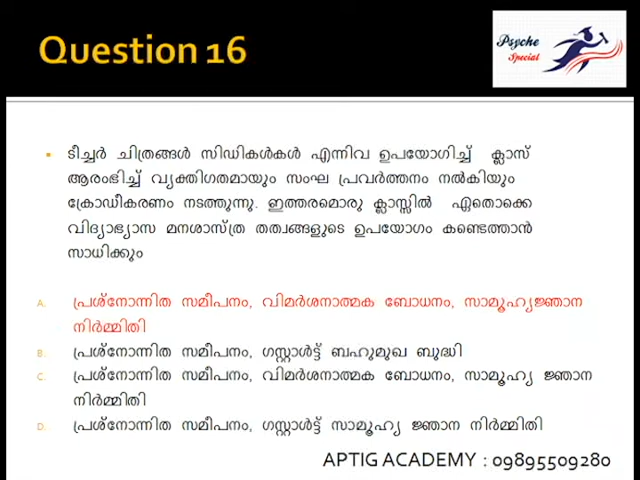 Question 16
Psyche
Special
ടീച്ചർ ചിത്രങ്ങൾ സിഡികൾകൾ എന്നിവ ഉപയോഗിച്ച് ക്ലാസ്
ആരംഭിച്ച് വ്യക്തിഗതമായും സംഘ പ്രവർത്തനം നൽകിയും
ക്രോഡീകരണം നടത്തുന്നു. ഇത്തരമൊരു ക്ലാസ്സിൽ ഏതൊക്കെ
വിദ്യാഭ്യാസ മനശാസ്ത്ര തത്വങ്ങളുടെ ഉപയോഗം കണ്ടെത്താൻ
സാധിക്കും
A. പ്രശ്നോന്നിത സമീപനം, വിമർശനാത്മക ബോധനം, സാമൂഹ്യജ്ഞാന
നിർമ്മിതി
B. പ്രശ്നോന്നിത സമീപനം, ഗസ്റ്റാൾട്ട് ബഹുമുഖ ബുദ്ധി
C. പ്രശ്നോന്നിത സമീപനം, വിമർശനാത്മക ബോധനം, സാമൂഹ്യ ജ്ഞാന
നിർമ്മിതി
D. പ്രശ്നോന്നിത സമീപനം, ഗസ്റ്റാൾട്ട് സാമൂഹ്യ ജ്ഞാന നിർമ്മിതി
APTIG ACADEMY : 09895509280